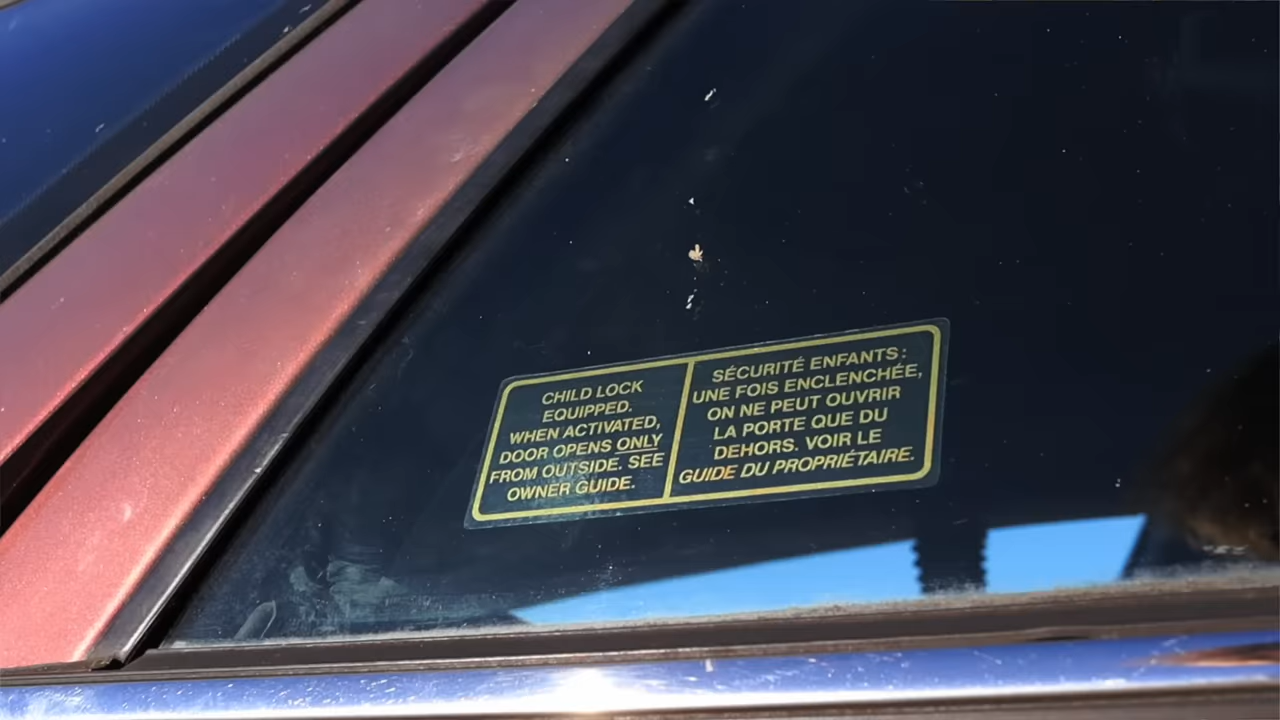 CHILD LOCK
EQUIPPED.
WHEN ACTIVATED,
DOOR OPENS ONLY
FROM OUTSIDE. SEE
OWNER GUIDE.
SÉCURITÉ ENFANTS:
UNE FOIS ENCLENCHÉE,
ON NE PEUT OUVRIR
LA PORTE QUE DU
DEHORS. VOIR LE
GUIDE DU PROPRIÉTAIRE.